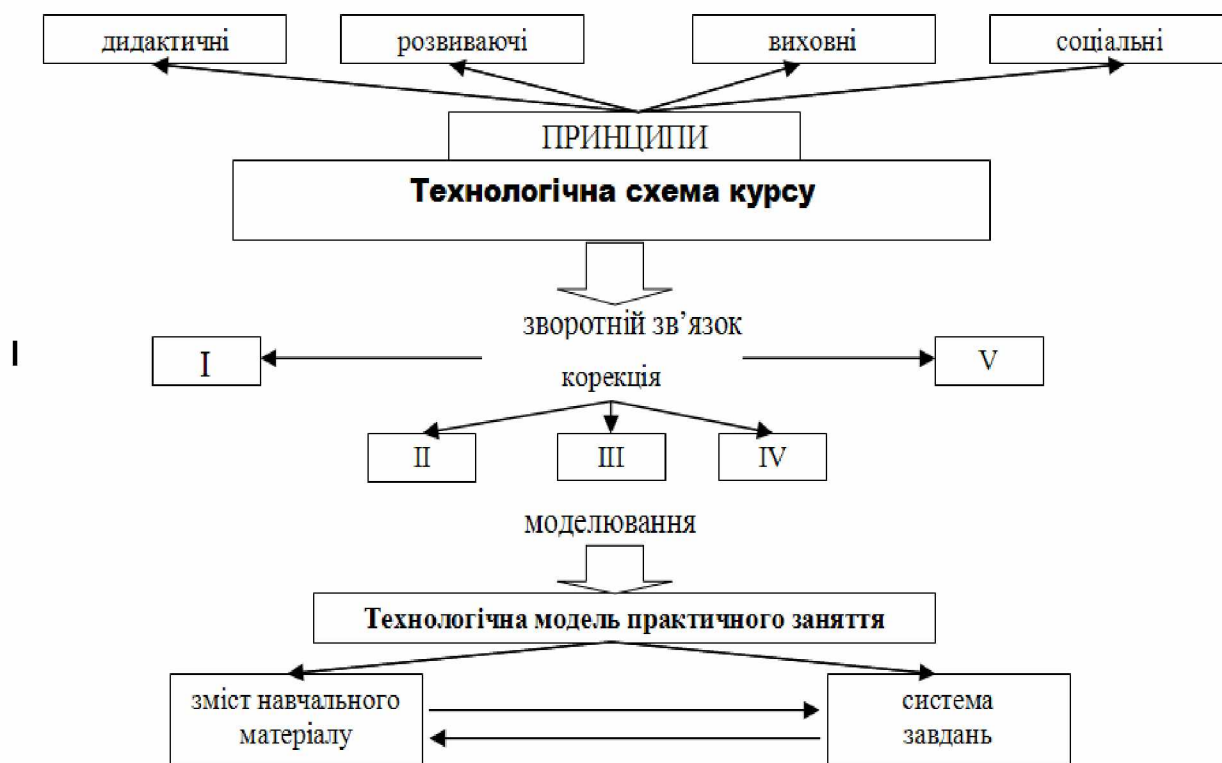 дидактичні
розвиваючі
виховні
соціальні
ПРИНЦИПИ
Технологічна схема курсу
зворотній зв’язок
I
I
V
корекція
II
III
IV
моделювання
Технологічна модель практичного заняття
зміст навчального
матеріалу
система
завдань